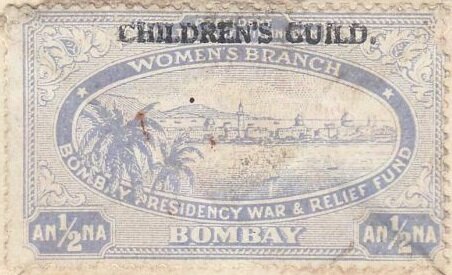 CHILDREN'S GUILD.
WOMEN'S BRANCH
BOMBAY PRESIDENCY WAR & RELIEF FUND
AN 1/2 NA
BOMBAY
AN 1/2 NA